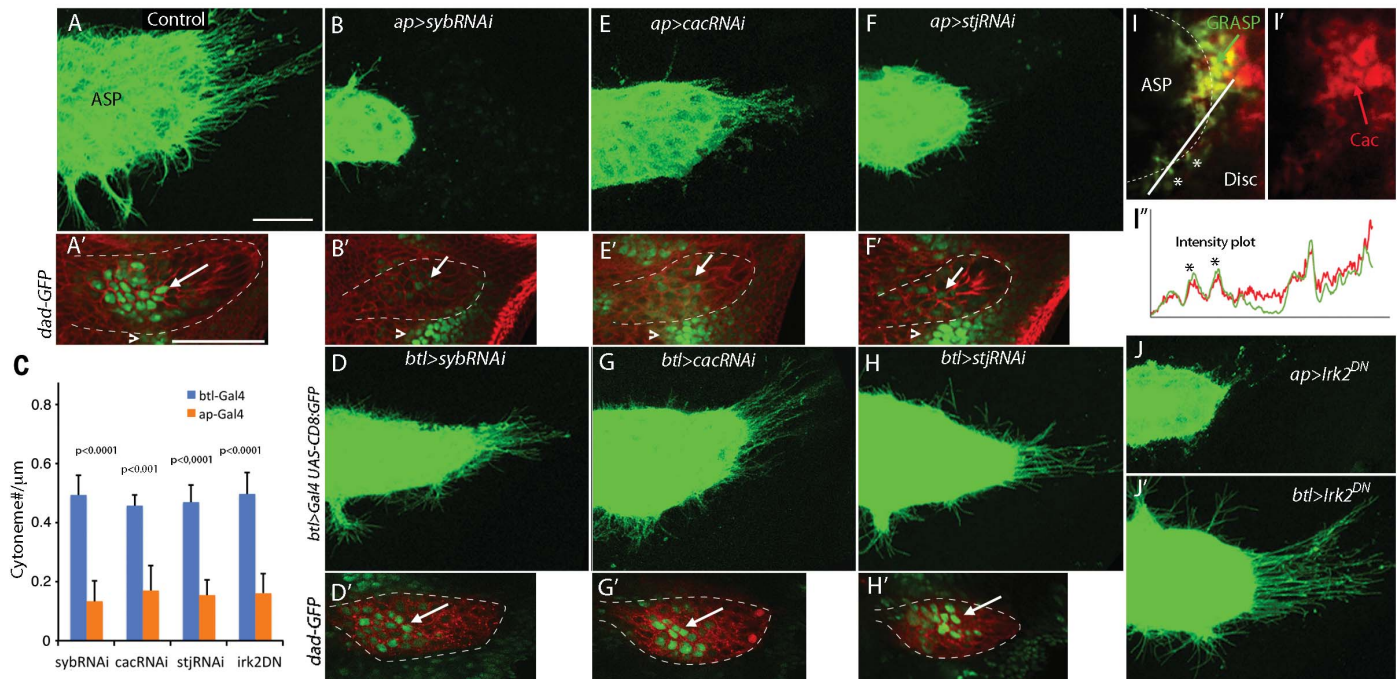 A
Control
ASP
B
ap>sybRNAi
E
ap>cacRNAi
F
ap>stjRNAi
I
GRASP
ASP
*
*
Disc
I'
Cac
dad-GFP
A'
B'
E'
F'
I"
Intensity plot
*
*
C
Cytoneme#/μm
0.8
0.6
0.4
0.2
0
btl-Gal4
ap-Gal4
p<0.0001
p<0.001
p<0,0001
p<0.0001
sybRNAi
cacRNAi
stjRNAi
irk2DN
btl>Gal4 UAS-CD8:GFP
D
btl>sybRNAi
G
btl>cacRNAi
H
btl>stjRNAi
J
ap>Irk2DN
J'
btl>Irk2DN
dad-GFP
D'
G'
H'